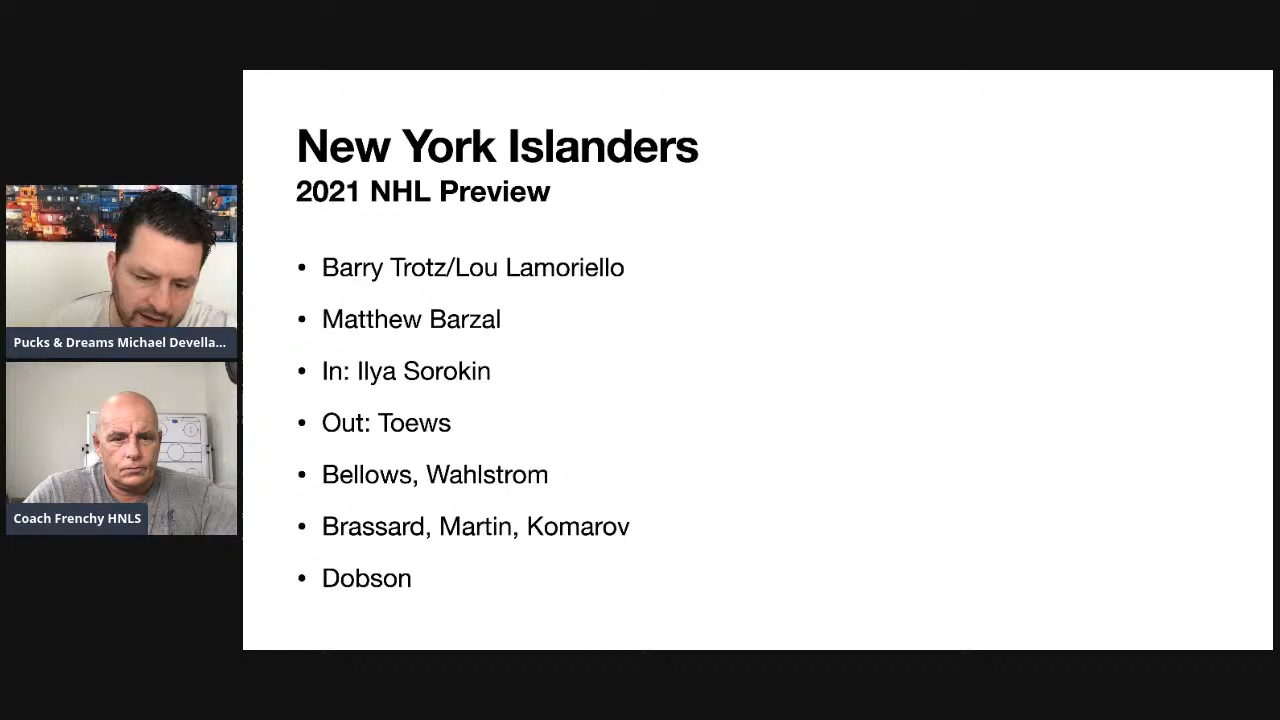 New York Islanders
2021 NHL Preview
• Barry Trotz/Lou Lamoriello
• Matthew Barzal
• In: Ilya Sorokin
• Out: Toews
• Bellows, Wahlstrom
• Brassard, Martin, Komarov
• Dobson
Pucks & Dreams Michael Devella...
Coach Frenchy HNLS